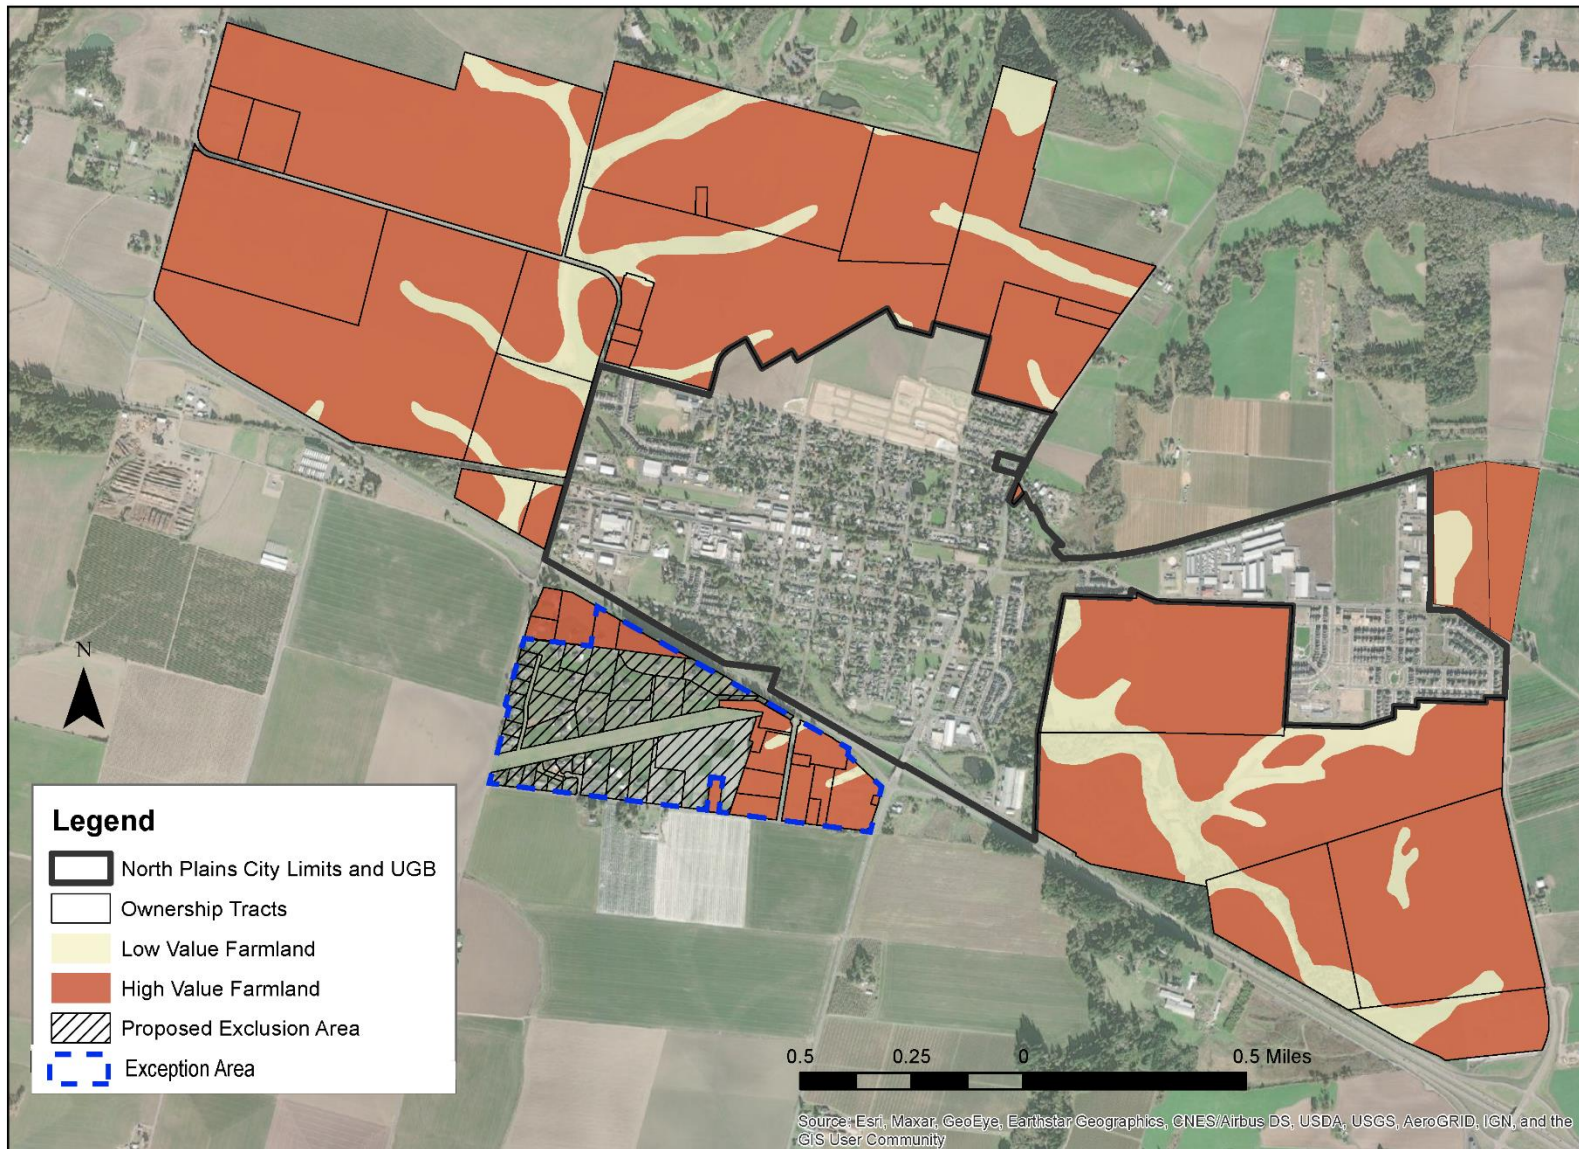 N
Legend
North Plains City Limits and UGB
Ownership Tracts
Low Value Farmland
High Value Farmland
Proposed Exclusion Area
Exception Area
0.5 0.25 0 0.5 Miles
Source: Esri, Maxar, GeoEye, Earthstar Geographics, CNES/Airbus DS, USDA, USGS, AeroGRID, IGN, and the
GIS User Community